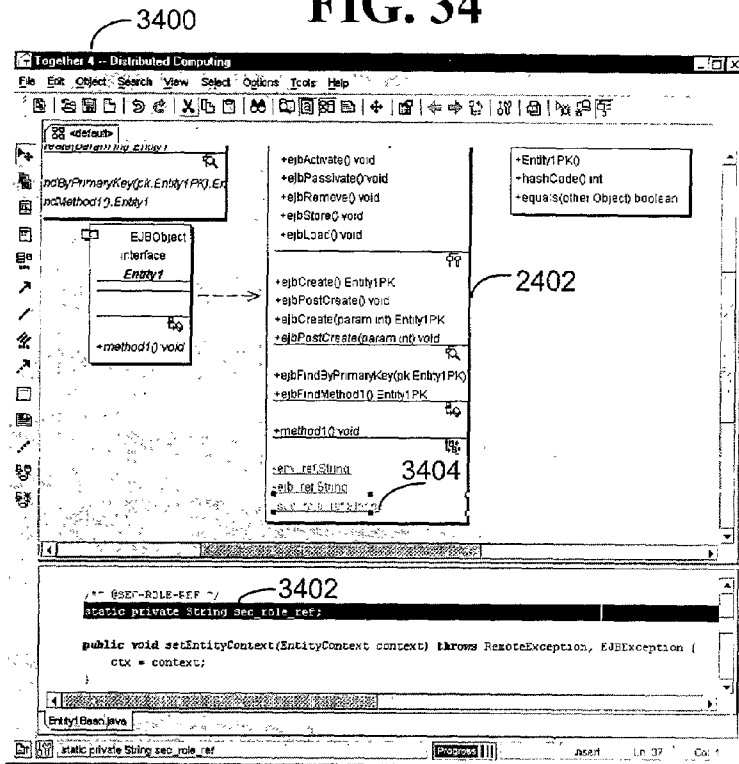 FIG. 34
3400
Together 4 -- Distributed Computing
File Edit Object Search View Select Options Tools Help
<default>
ndByPrimaryKey(pk.Entity1PK).En
ndMethod1().Entity1
EJBObject
interface
Entity1
+method1() void
+ejbActivate() void
+ejbPassivate() void
+ejbRemove() void
+ejbStore() void
+ejbLoad() void
+ejbCreate() Entity1PK
+ejbPostCreate() void
+ejbCreate(param int) Entity1PK
+ejbPostCreate(param int) void
+ejbFindByPrimaryKey(pk Entity1PK)
+ejbFindMethod1() Entity1PK
+method1() void
-env_ref.String
-ejb_ref String
2402
3404
+Entity1PK()
+hashCode() int
+equals(other Object) boolean
/** @SEC-ROLE-REF */
3402
static private String sec_role_ref;
public void setEntityContext(EntityContext context) throws RemoteException, EJBException {
ctx = context;
}
Entity1Bean.java
static private String sec_role_ref
Progress
Insert
Ln 37
Col 1